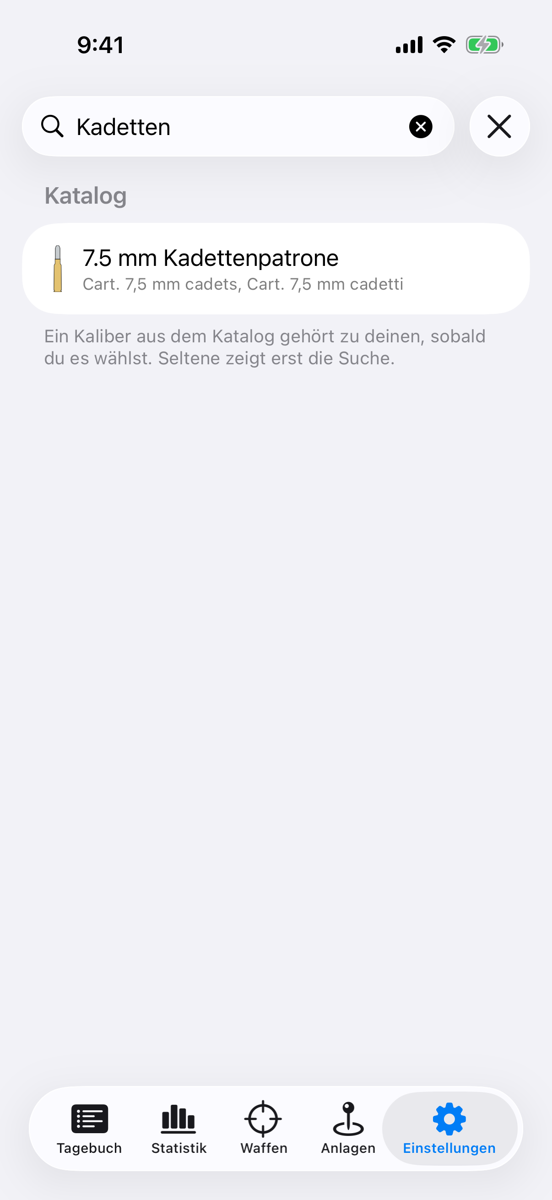 9:41
Kadetten
Katalog
7.5 mm Kadettenpatrone
Cart. 7,5 mm cadets, Cart. 7,5 mm cadetti
Ein Kaliber aus dem Katalog gehört zu deinen, sobald
du es wählst. Seltene zeigt erst die Suche.
Tagebuch
Statistik
Waffen
Anlagen
Einstellungen